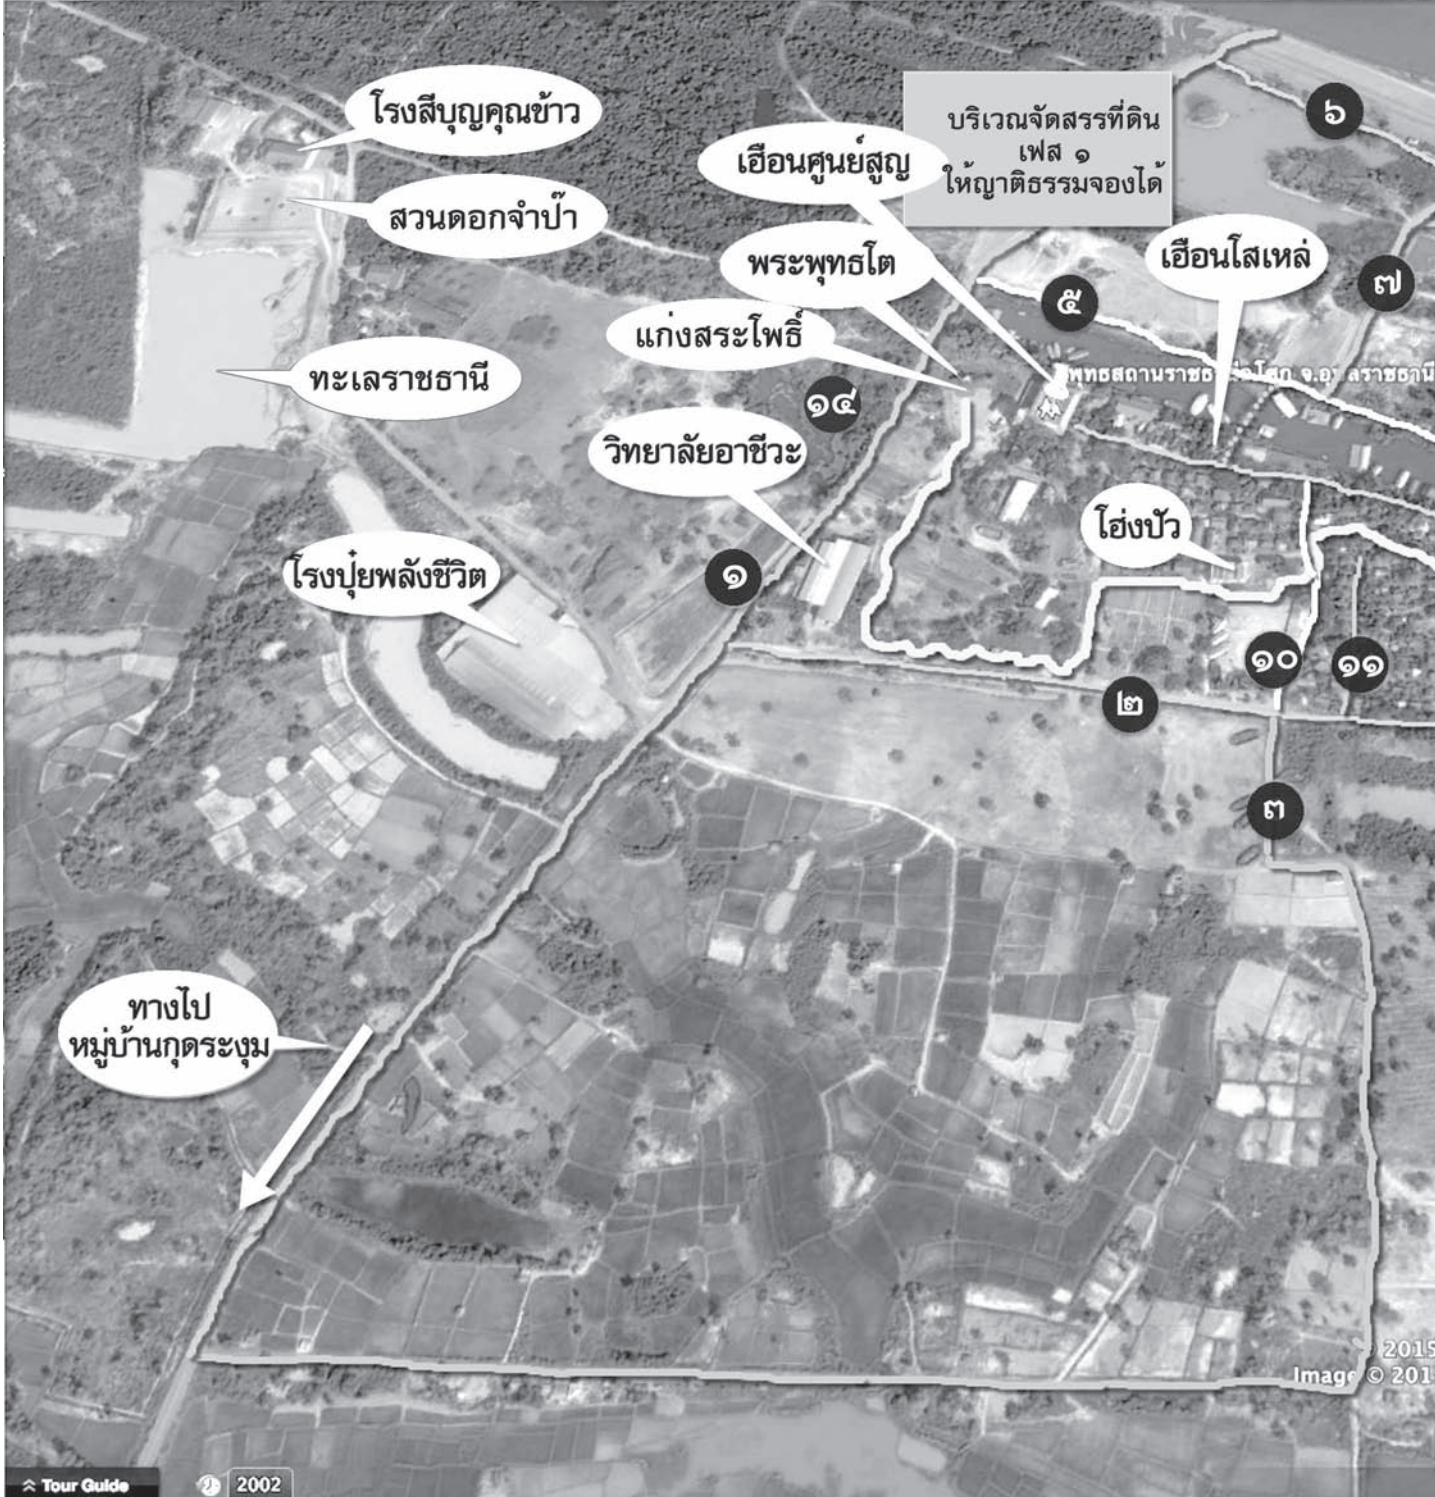 โรงสีบุญคุณข้าว
สวนดอกจำป๊า
ทะเลราชธานี
บริเวณจัดสรรที่ดิน
เฟส ๑
ให้ญาติธรรมจองได้
เฮือนศูนย์สูญ
พระพุทธโต
แก่งสระโพธิ์
เฮือนโสเหล่
๖
๗
๕
๑๔
วิทยาลัยอาชีวะ
โฮ่งปัว
โรงปุ๋ยพลังชีวิต
๑
๑๐
๑๑
๒
๓
ทางไป
หมู่บ้านกุดระงุม
© 2015
Image © 201
Tour Guide
2002